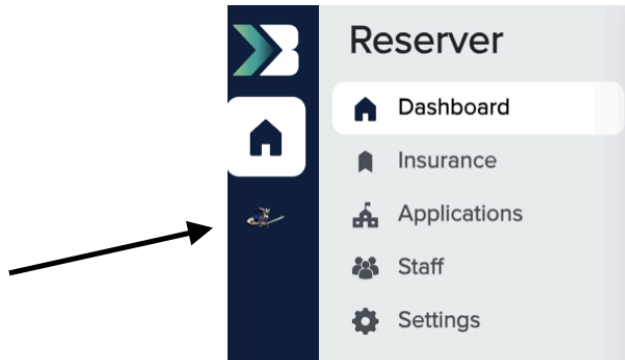 Reserver
Dashboard
Insurance
Applications
Staff
Settings